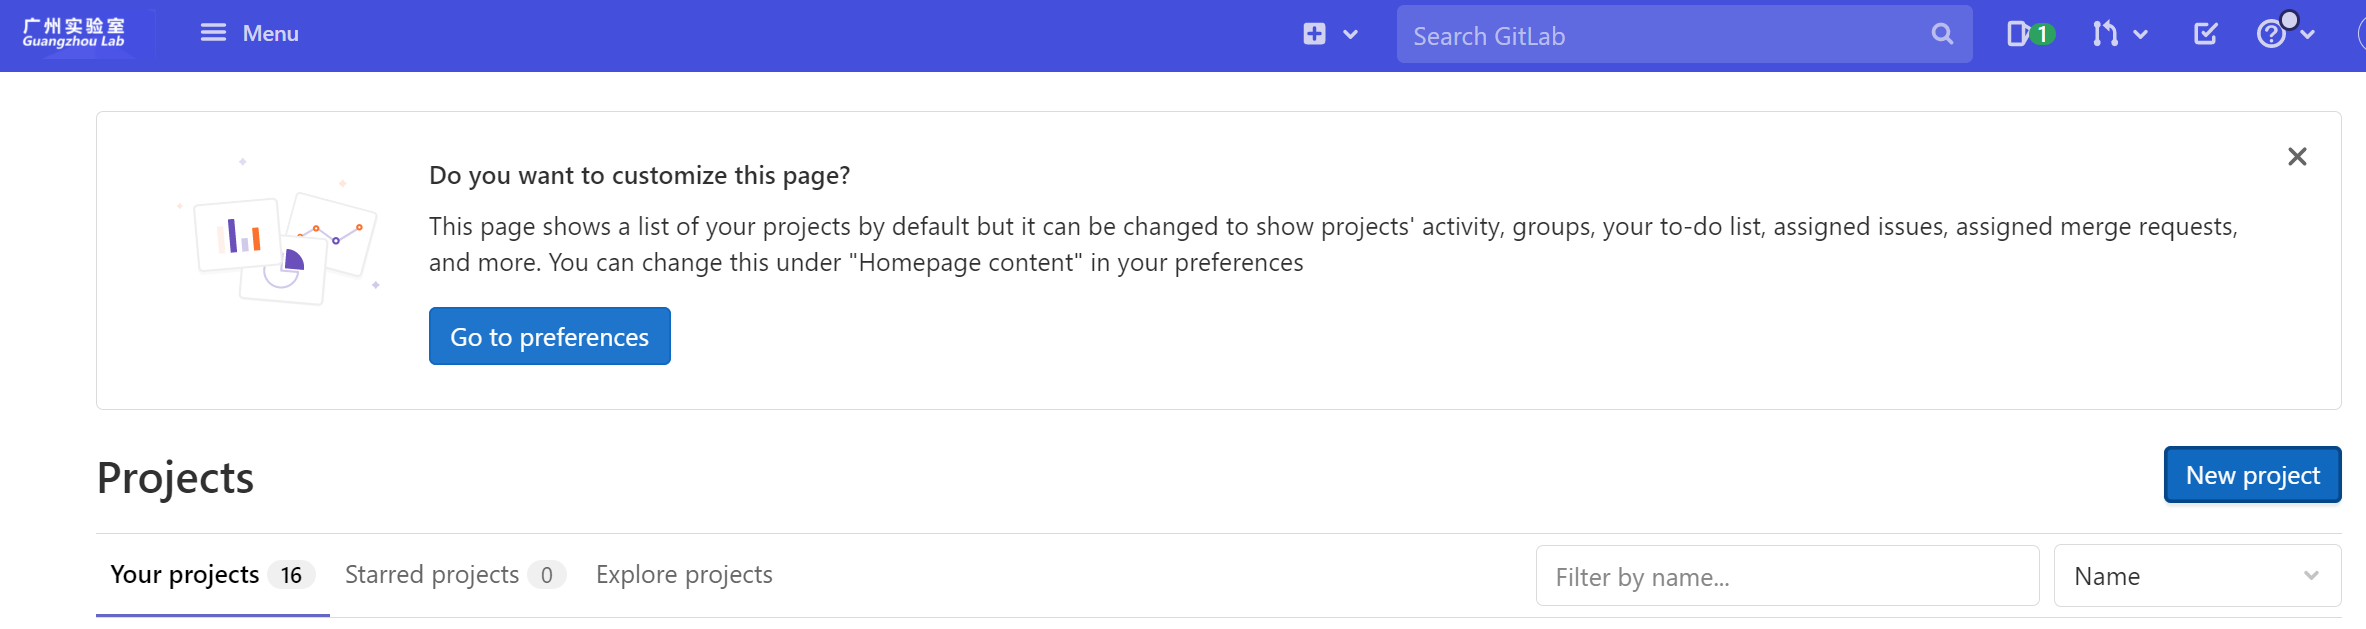 广州实验室
Guangzhou Lab
Menu
Search GitLab
1
Do you want to customize this page?
This page shows a list of your projects by default but it can be changed to show projects' activity, groups, your to-do list, assigned issues, assigned merge requests,
and more. You can change this under "Homepage content" in your preferences
Go to preferences
Projects
New project
Your projects 16 Starred projects 0 Explore projects
Filter by name...
Name